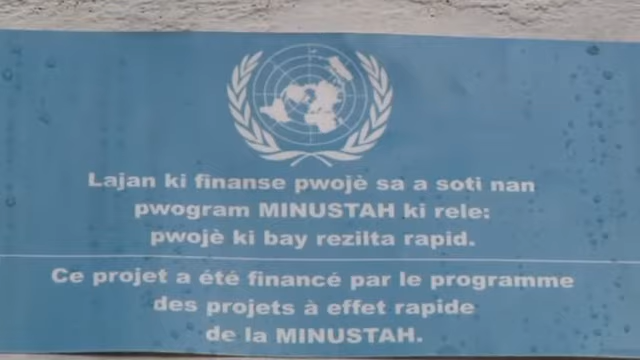 Lajan ki finanse pwojè sa a soti nan
pwogram MINUSTAH ki rele:
pwojè ki bay rezilta rapid.
Ce projet a été financé par le programme
des projets à effet rapide
de la MINUSTAH.